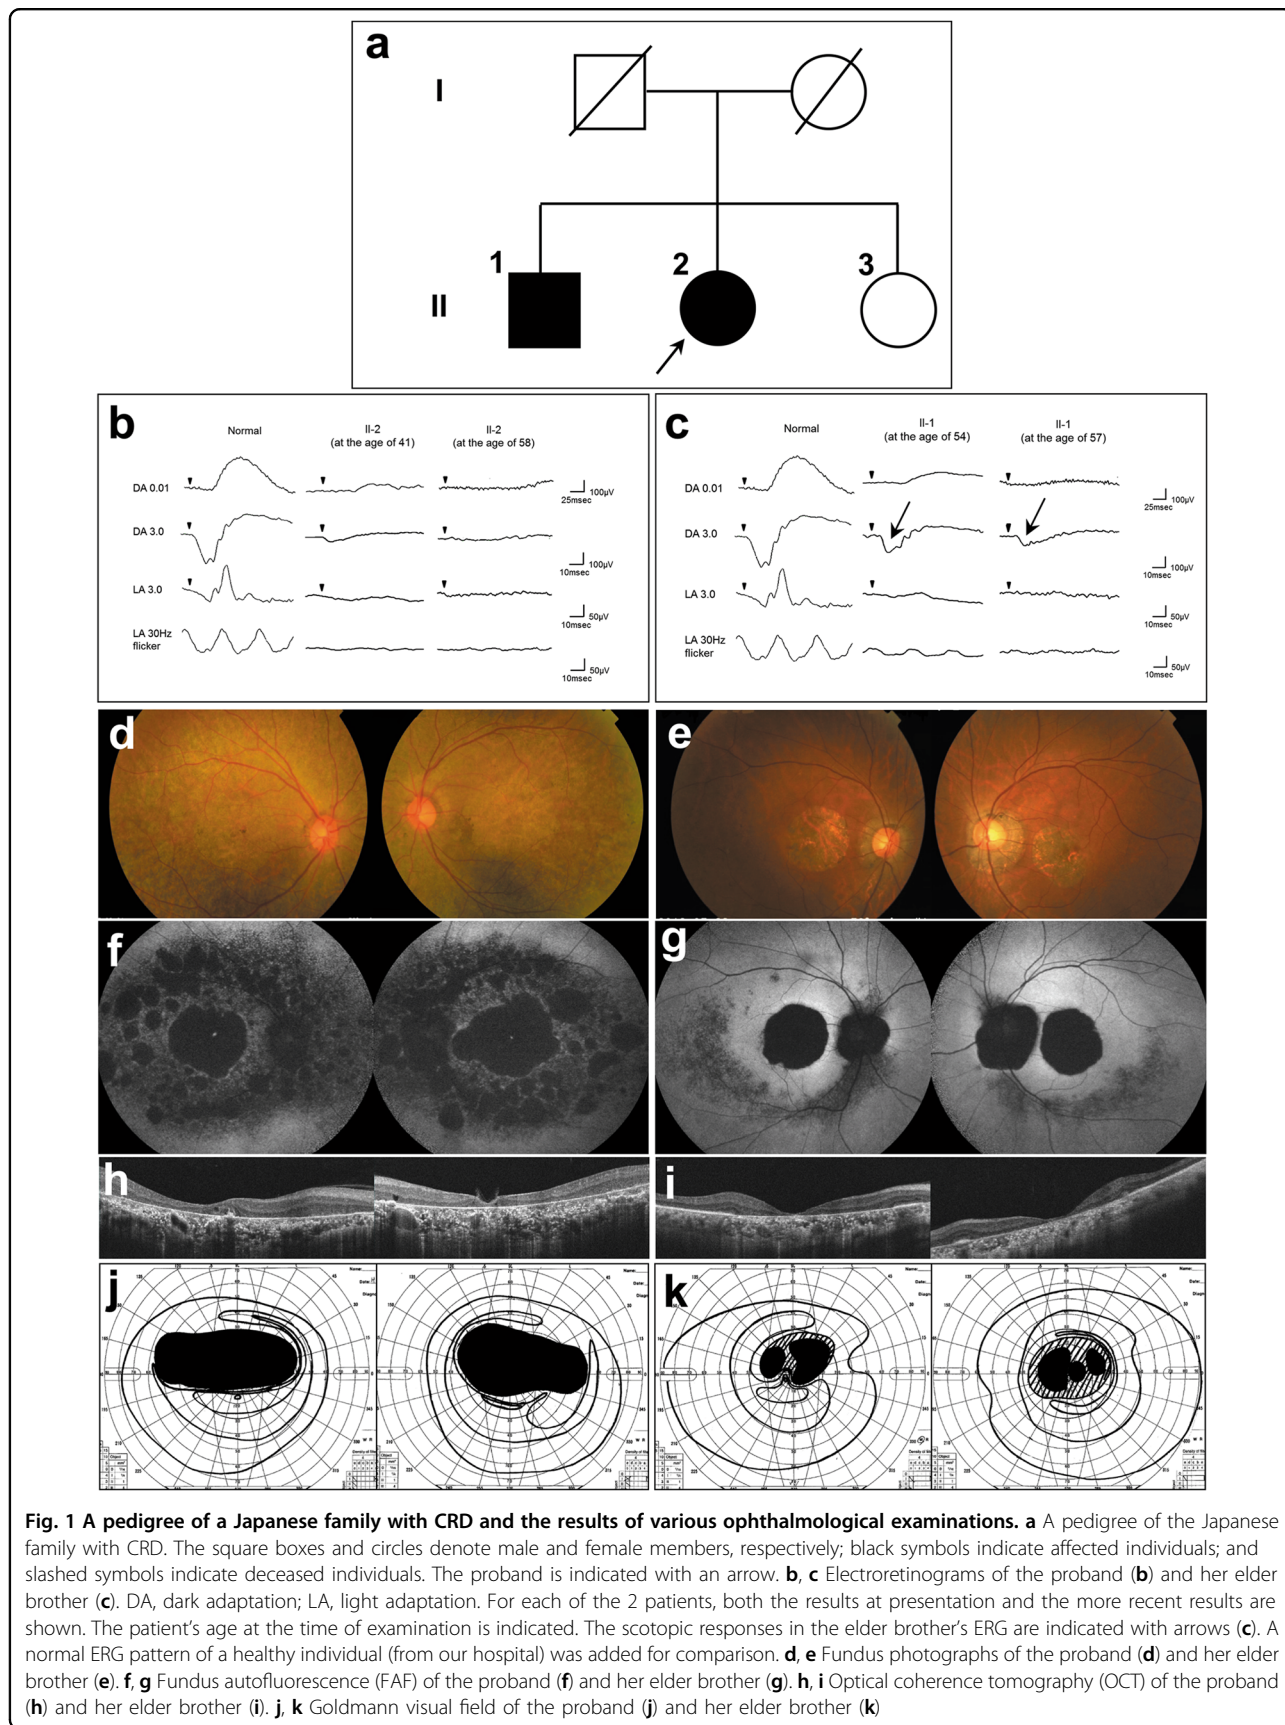 a
I
1
2
3
II
b
Normal
II-2
(at the age of 41)
II-2
(at the age of 58)
DA 0.01
100μV
25msec
DA 3.0
100μV
10msec
LA 3.0
50μV
10msec
LA 30Hz
flicker
50μV
10msec
c
Normal
II-1
(at the age of 54)
II-1
(at the age of 57)
DA 0.01
100μV
25msec
DA 3.0
100μV
10msec
LA 3.0
50μV
10msec
LA 30Hz
flicker
50μV
10msec
d
e
f
g
h
i
j
k
Fig. 1 A pedigree of a Japanese family with CRD and the results of various ophthalmological examinations. a A pedigree of the Japanese
family with CRD. The square boxes and circles denote male and female members, respectively; black symbols indicate affected individuals; and
slashed symbols indicate deceased individuals. The proband is indicated with an arrow. b, c Electroretinograms of the proband (b) and her elder
brother (c). DA, dark adaptation; LA, light adaptation. For each of the 2 patients, both the results at presentation and the more recent results are
shown. The patient's age at the time of examination is indicated. The scotopic responses in the elder brother's ERG are indicated with arrows (c). A
normal ERG pattern of a healthy individual (from our hospital) was added for comparison. d, e Fundus photographs of the proband (d) and her elder
brother (e). f, g Fundus autofluorescence (FAF) of the proband (f) and her elder brother (g). h, i Optical coherence tomography (OCT) of the proband
(h) and her elder brother (i). j, k Goldmann visual field of the proband (j) and her elder brother (k)